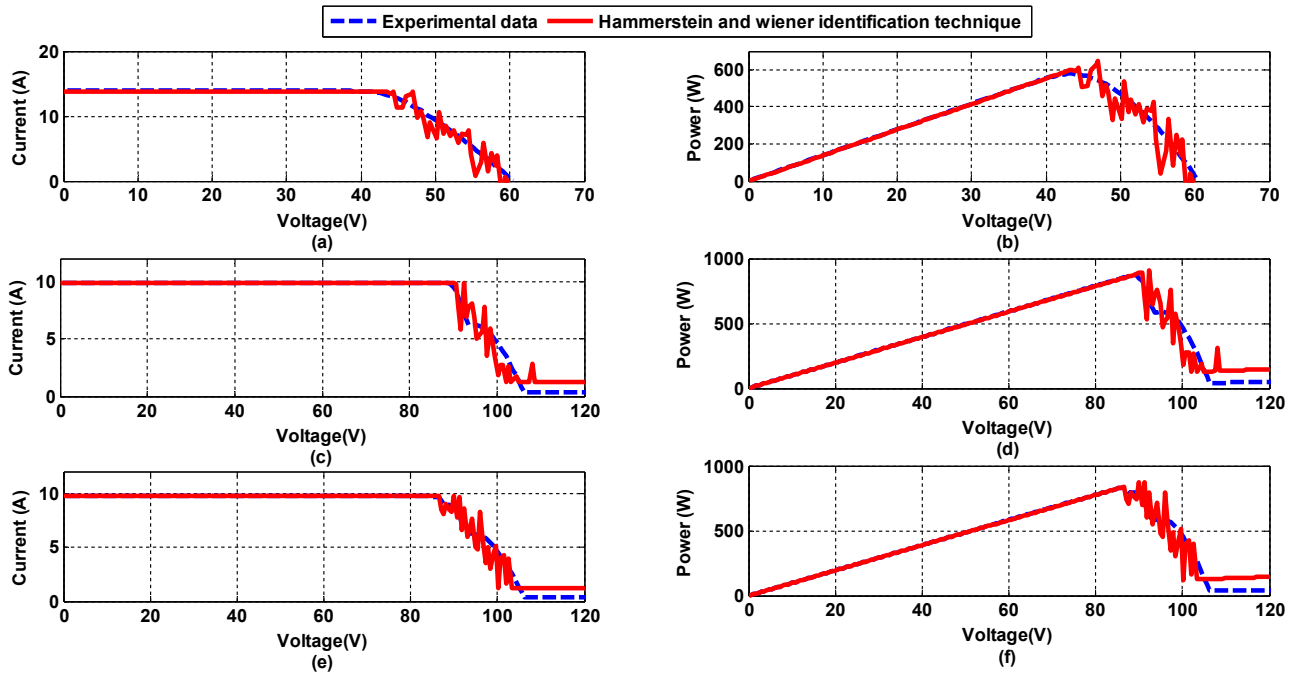 Experimental data
Hammerstein and wiener identification technique
Current (A)
20
10
0
0 10 20 30 40 50 60 70
Voltage(V)
(a)
Power (W)
600
400
200
0
0 10 20 30 40 50 60 70
Voltage(V)
(b)
Current (A)
10
5
0
0 20 40 60 80 100 120
Voltage(V)
(c)
Power (W)
1000
500
0
0 20 40 60 80 100 120
Voltage(V)
(d)
Current (A)
10
5
0
0 20 40 60 80 100 120
Voltage(V)
(e)
Power (W)
1000
500
0
0 20 40 60 80 100 120
Voltage(V)
(f)